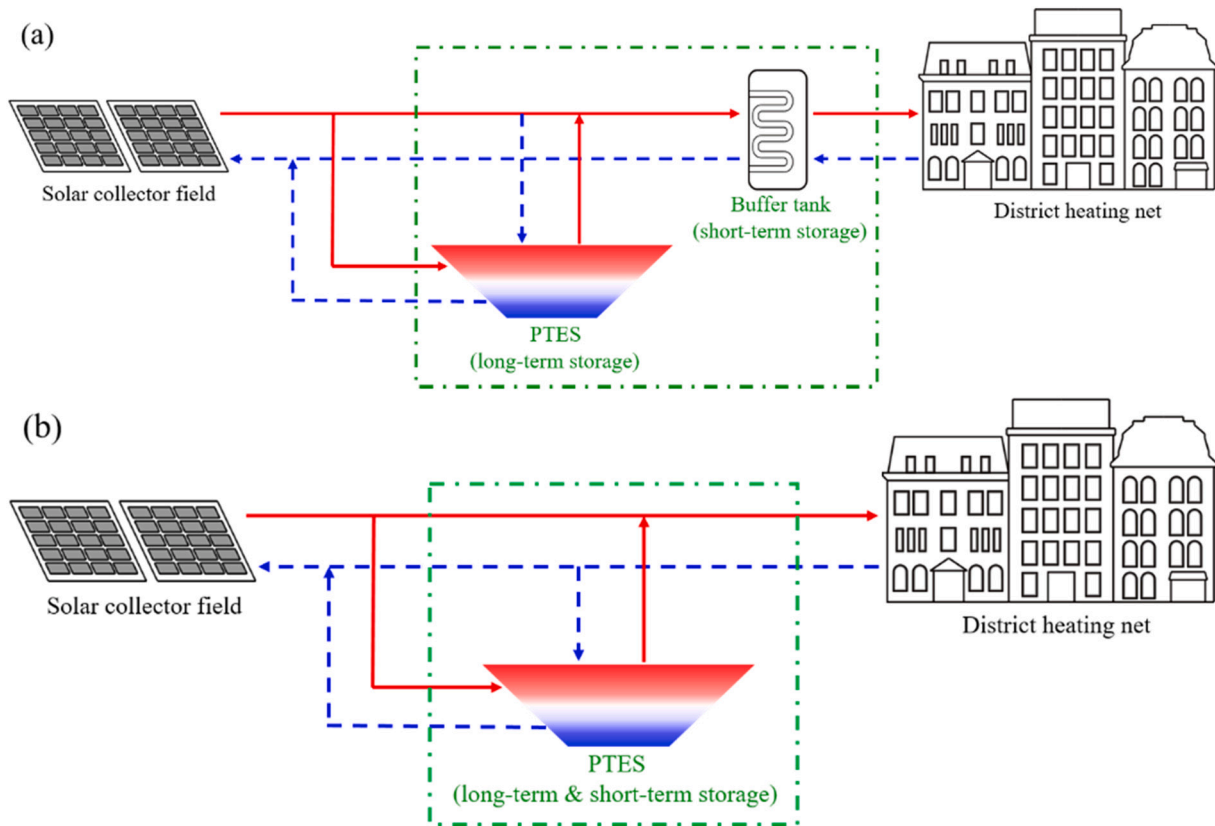 (a)
Solar collector field
Buffer tank
(short-term storage)
District heating net
PTES
(long-term storage)
(b)
Solar collector field
District heating net
PTES
(long-term & short-term storage)